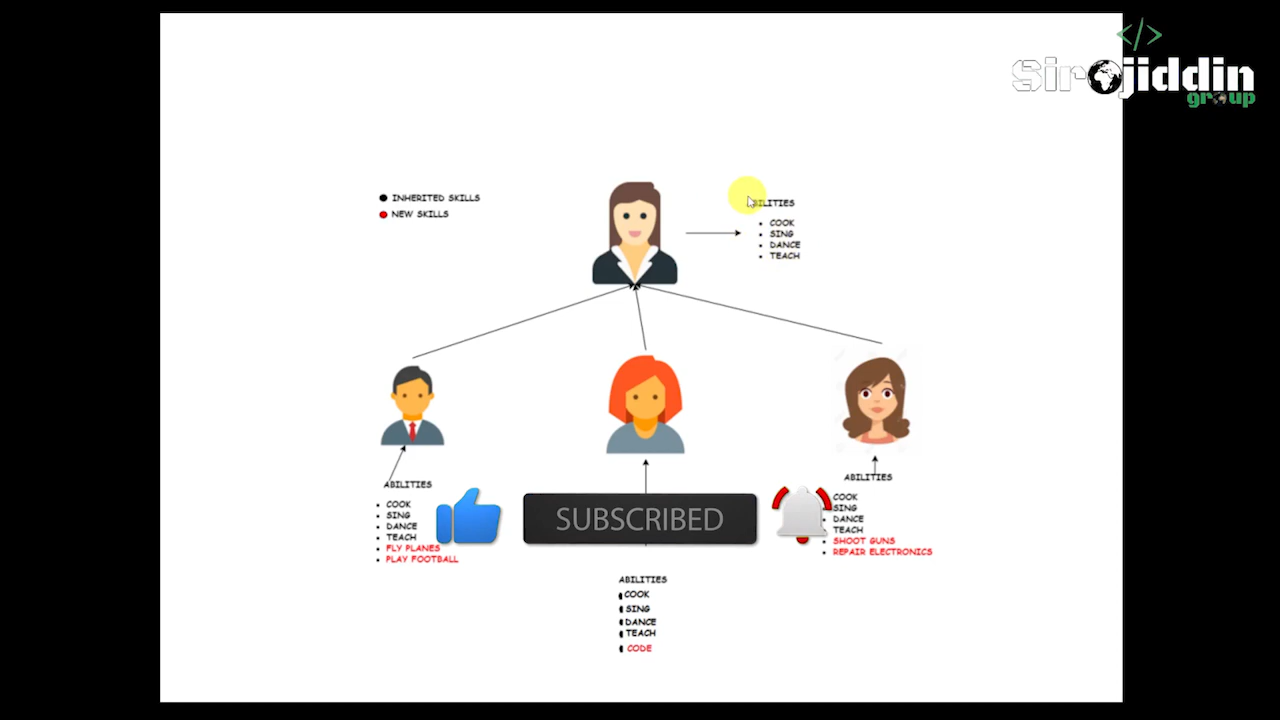 </>
Sirojiddin
group
INHERITED SKILLS
NEW SKILLS
BILITIES
COOK
SING
DANCE
TEACH
ABILITIES
COOK
SING
DANCE
TEACH
FLY PLANES
PLAY FOOTBALL
SUBSCRIBED
ABILITIES
COOK
SING
DANCE
TEACH
SHOOT GUNS
REPAIR ELECTRONICS
ABILITIES
COOK
SING
DANCE
TEACH
CODE